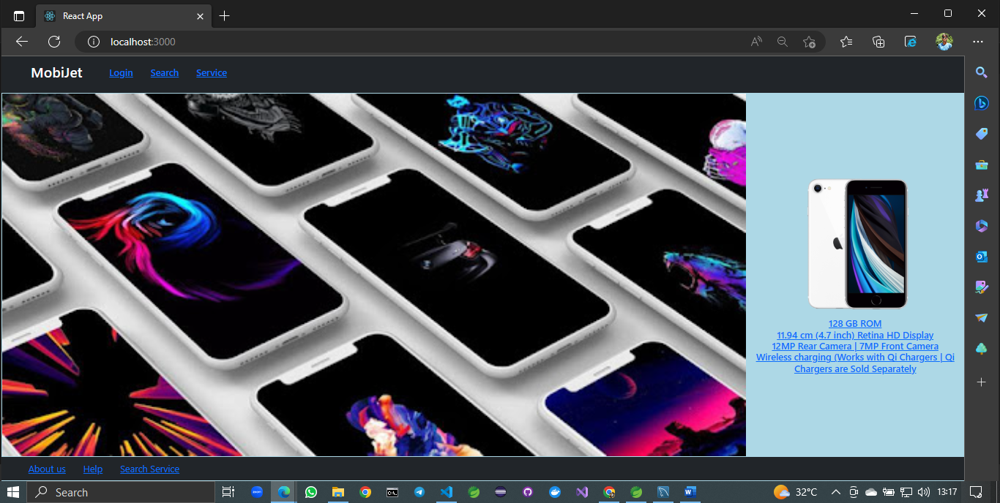 React App
localhost:3000
MobiJet Login Search Service
128 GB ROM
11.94 cm (4.7 inch) Retina HD Display
12MP Rear Camera | 7MP Front Camera
Wireless charging (Works with Qi Chargers | Qi
Chargers are Sold Separately
About us Help Search Service
Search 32°C 13:17